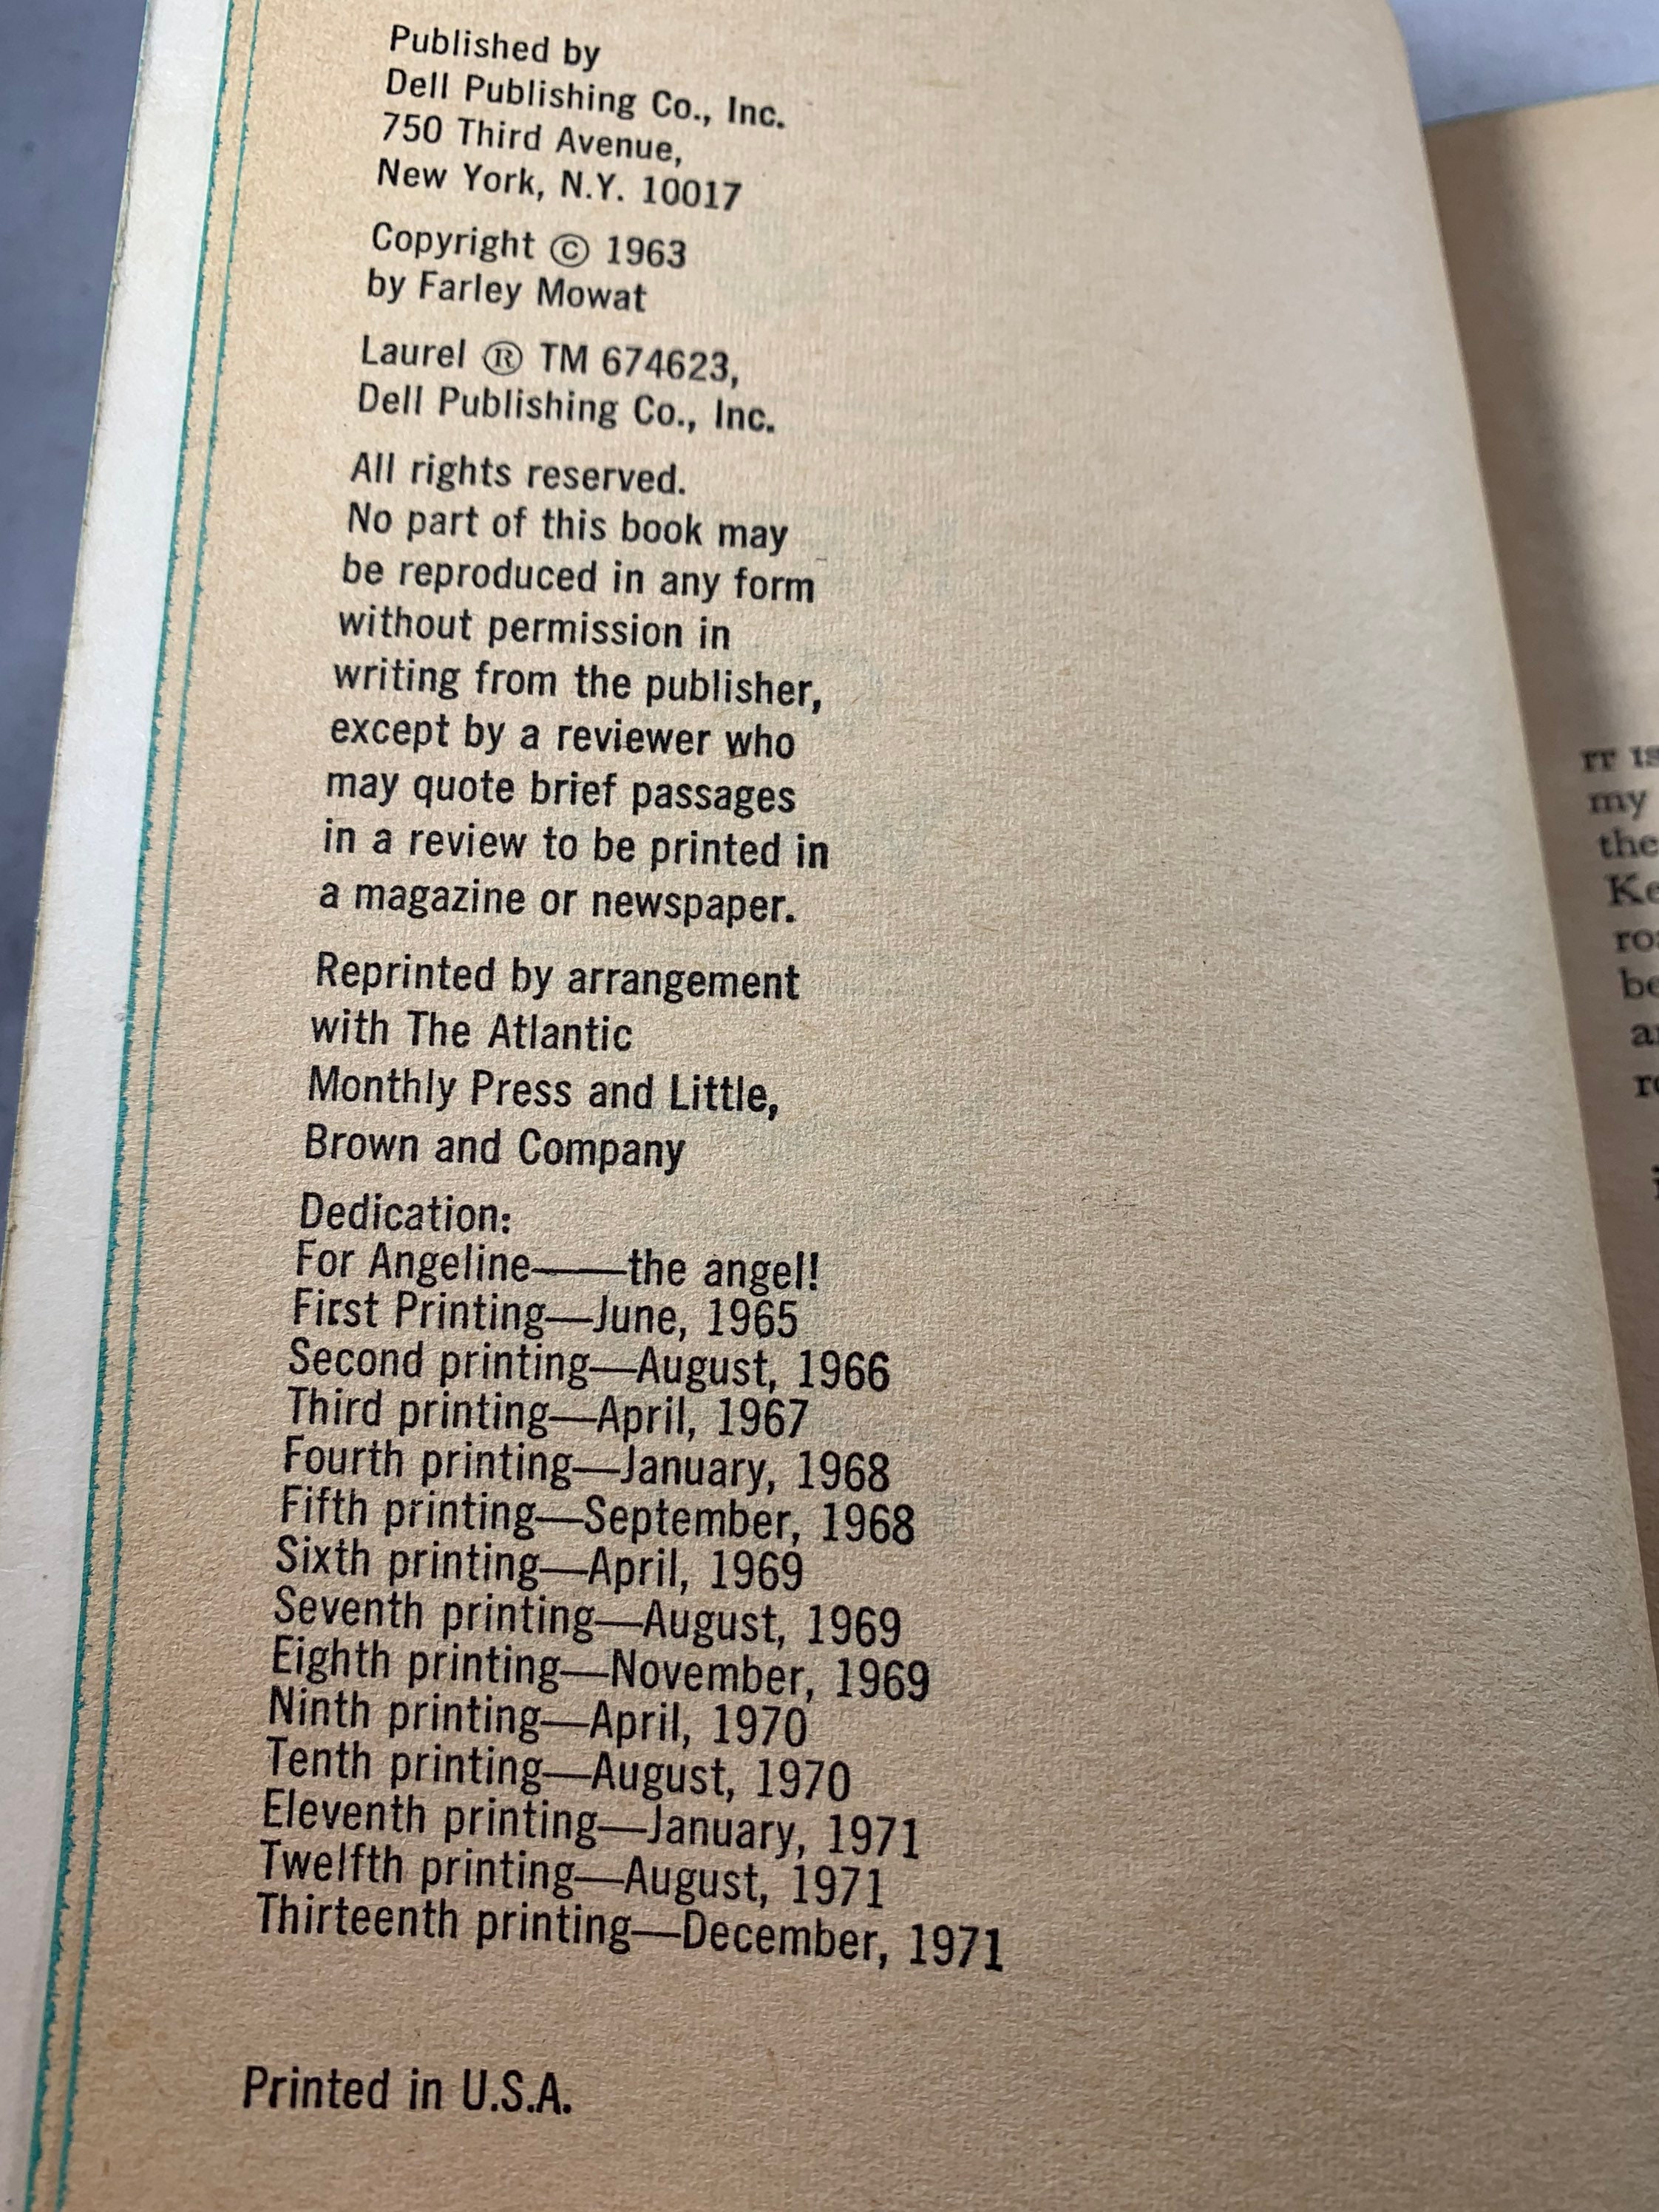 Published by
Dell Publishing Co., Inc.
750 Third Avenue,
New York, N.Y. 10017
Copyright © 1963
by Farley Mowat
Laurel ® TM 674623,
Dell Publishing Co., Inc.
All rights reserved.
No part of this book may
be reproduced in any form
without permission in
writing from the publisher,
except by a reviewer who
may quote brief passages
in a review to be printed in
a magazine or newspaper.
Reprinted by arrangement
with The Atlantic
Monthly Press and Little,
Brown and Company
Dedication:
For Angeline——the angel!
First Printing—June, 1965
Second printing—August, 1966
Third printing—April, 1967
Fourth printing—January, 1968
Fifth printing—September, 1968
Sixth printing—April, 1969
Seventh printing—August, 1969
Eighth printing—November, 1969
Ninth printing—April, 1970
Tenth printing—August, 1970
Eleventh printing—January, 1971
Twelfth printing—August, 1971
Thirteenth printing—December, 1971
Printed in U.S.A.
my
the